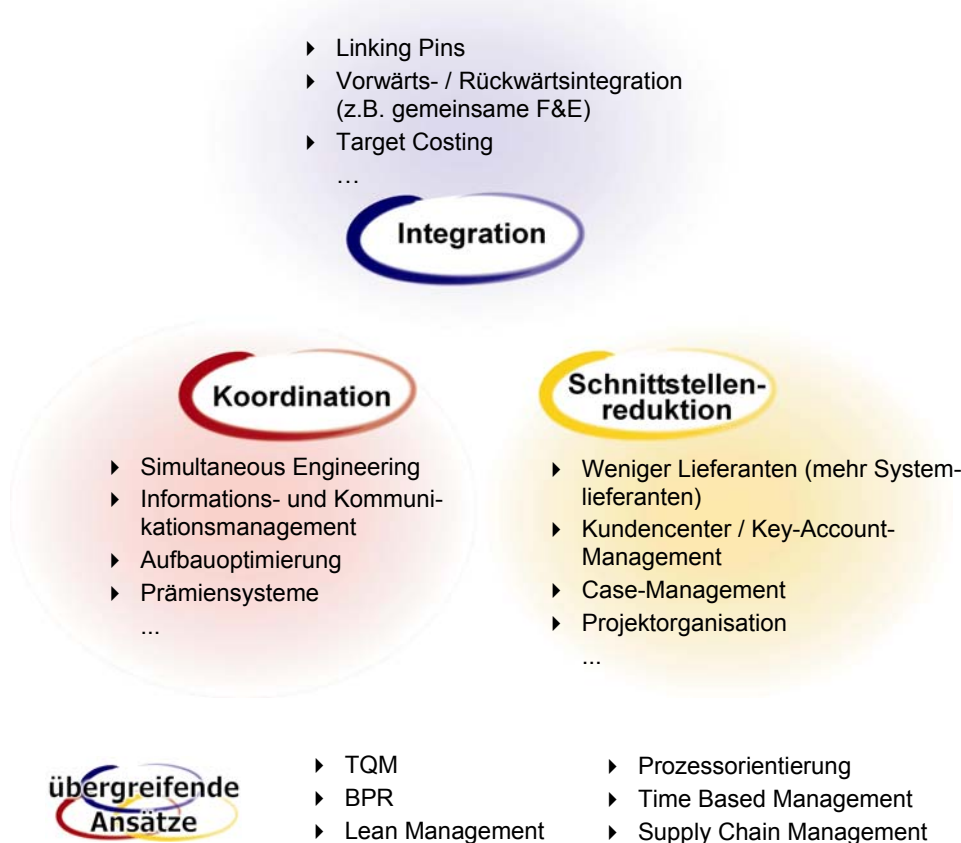 Linking Pins
Vorwärts- / Rückwärtsintegration
(z.B. gemeinsame F&E)
Target Costing
…
Integration
Koordination
Simultaneous Engineering
Informations- und Kommuni-
kationsmanagement
Aufbauoptimierung
Prämiensysteme
...
Schnittstellen-
reduktion
Weniger Lieferanten (mehr System-
lieferanten)
Kundencenter / Key-Account-
Management
Case-Management
Projektorganisation
...
übergreifende
Ansätze
TQM
BPR
Lean Management
Prozessorientierung
Time Based Management
Supply Chain Management